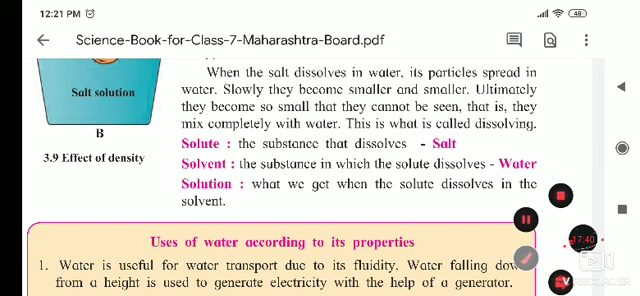 12:21 PM
48
Science-Book-for-Class-7-Maharashtra-Board.pdf
When the salt dissolves in water, its particles spread in
water. Slowly they become smaller and smaller. Ultimately
they become so small that they cannot be seen, that is, they
mix completely with water. This is what is called dissolving.
Solute : the substance that dissolves - Salt
Solvent : the substance in which the solute dissolves - Water
Solution : what we get when the solute dissolves in the
solvent.
Salt solution
B
3.9 Effect of density
17:40
Uses of water according to its properties
1. Water is useful for water transport due to its fluidity. Water falling
from a height is used to generate electricity with the help of a generator.